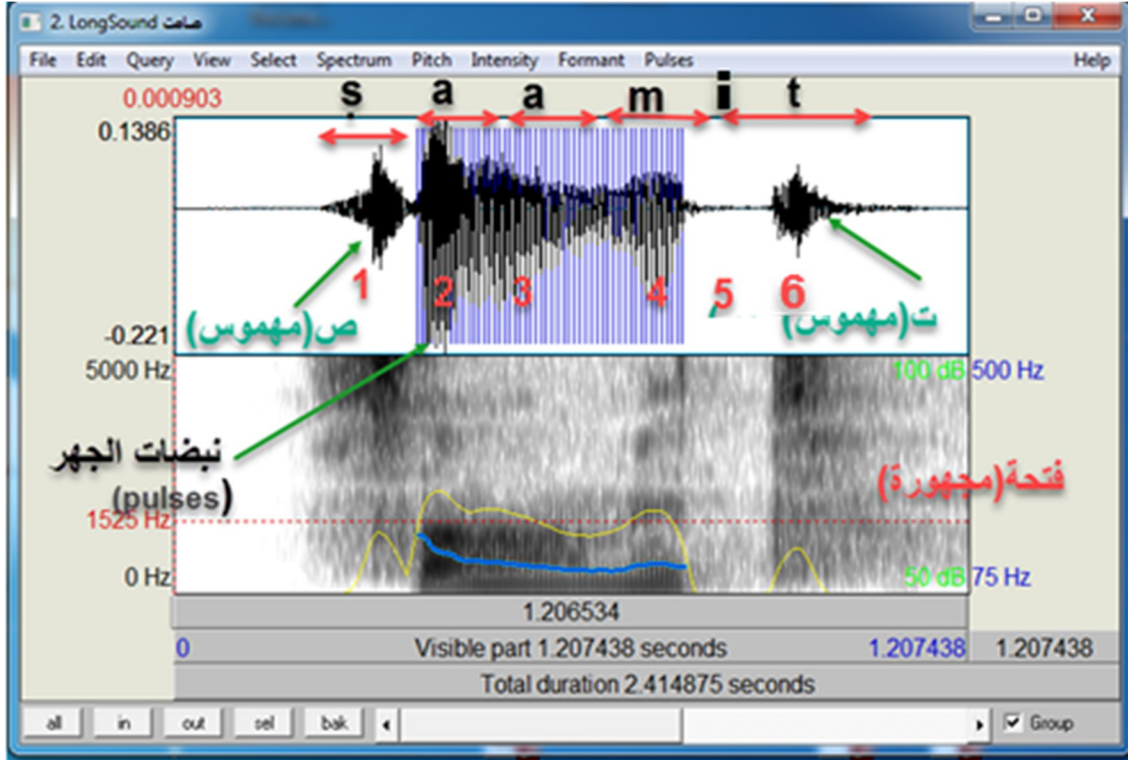 2. LongSound صامت
File Edit Query View Select Spectrum Pitch Intensity Formant Pulses Help
0.000903
ṣ a a m i t
0.1386
1 2 3 4 5 6
ص(مهموس)
ت(مهموس)
-0.221
5000 Hz 100 dB 500 Hz
نبضات الجهر
(pulses)
فتحة(مجهورة)
1525 Hz
0 Hz 50 dB 75 Hz
1.206534
0 Visible part 1.207438 seconds 1.207438 1.207438
Total duration 2.414875 seconds
all in out sel bak Group